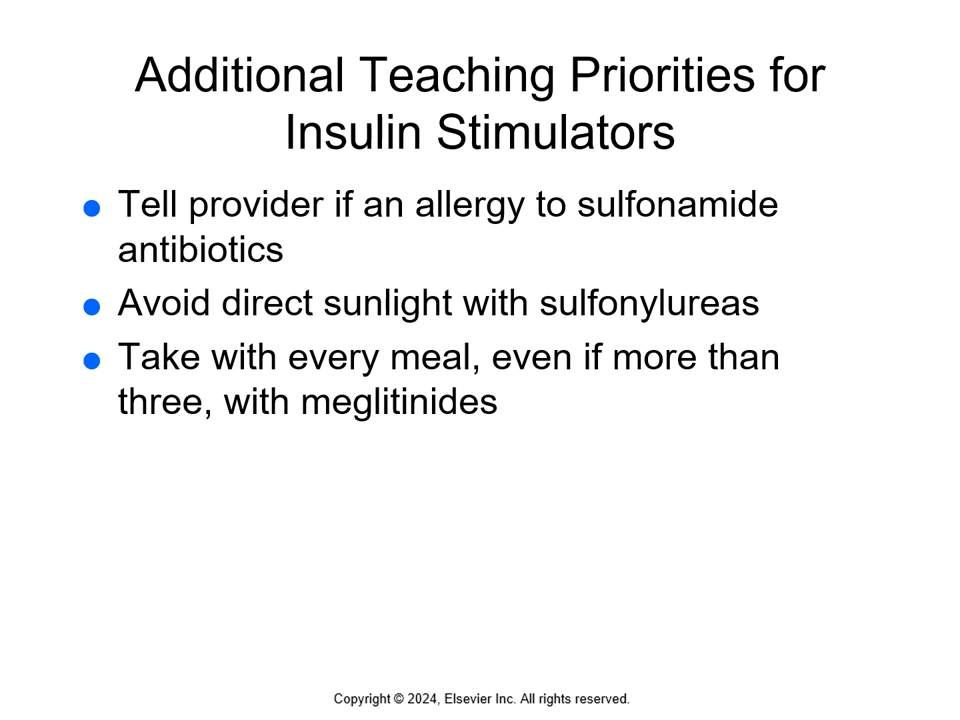 Additional Teaching Priorities for
Insulin Stimulators
● Tell provider if an allergy to sulfonamide
antibiotics
● Avoid direct sunlight with sulfonylureas
● Take with every meal, even if more than
three, with meglitinides
Copyright © 2024, Elsevier Inc. All rights reserved.